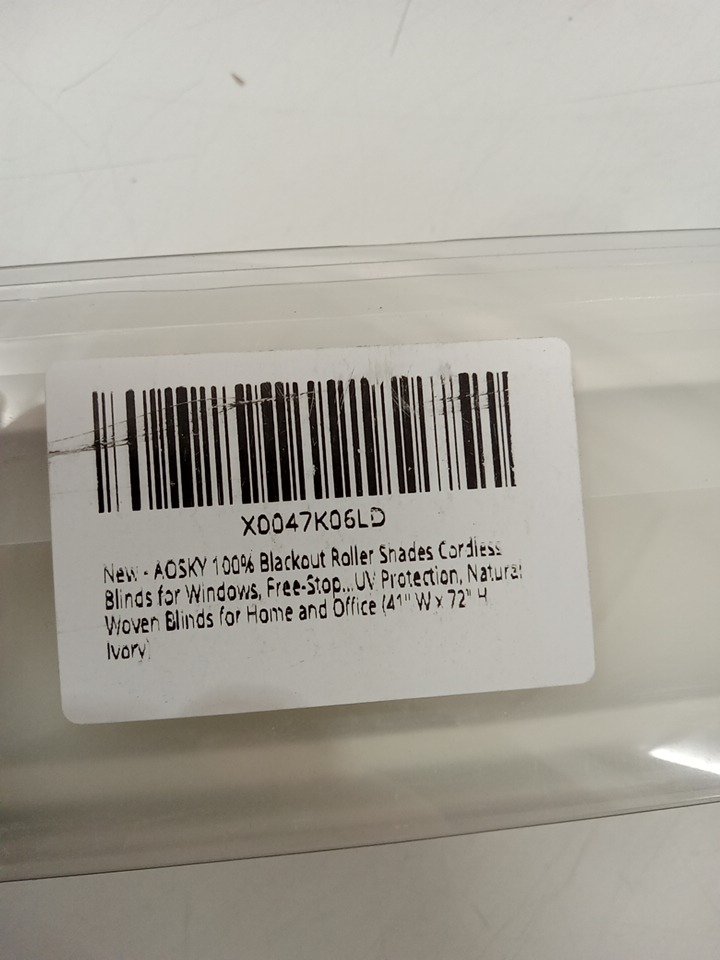 X0047K06LD
New - AOSKY 100% Blackout Roller Shades Cordless
Blinds for Windows, Free-Stop...UV Protection, Natural
Woven Blinds for Home and Office (41" W x 72" H
Ivory)